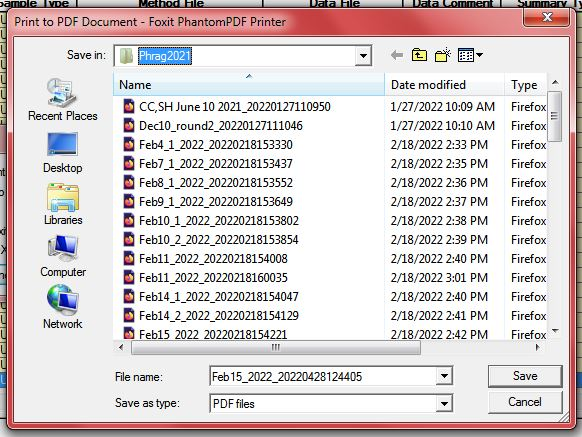 Sample Type Method File Data File Data Comment Summary Ty
Print to PDF Document - Foxit PhantomPDF Printer
Save in: Phrag2021
Name Date modified Type
CC,SH June 10 2021_20220127110950 1/27/2022 10:09 AM Firefox
Dec10_round2_20220127111046 1/27/2022 10:10 AM Firefox
Feb4_1_2022_20220218153330 2/18/2022 2:33 PM Firefox
Feb7_1_2022_20220218153437 2/18/2022 2:35 PM Firefox
Feb8_1_2022_20220218153552 2/18/2022 2:36 PM Firefox
Feb9_1_2022_20220218153649 2/18/2022 2:37 PM Firefox
Feb10_1_2022_20220218153802 2/18/2022 2:38 PM Firefox
Feb10_2_2022_20220218153854 2/18/2022 2:39 PM Firefox
Feb11_2022_20220218154008 2/18/2022 2:40 PM Firefox
Feb11_2022_20220218160035 2/18/2022 3:01 PM Firefox
Feb14_1_2022_20220218154047 2/18/2022 2:40 PM Firefox
Feb14_2_2022_20220218154129 2/18/2022 2:41 PM Firefox
Feb15_2022_20220218154221 2/18/2022 2:42 PM Firefox
Recent Places
Desktop
Libraries
Computer
Network
File name: Feb15_2022_20220428124405 Save
Save as type: PDF files Cancel